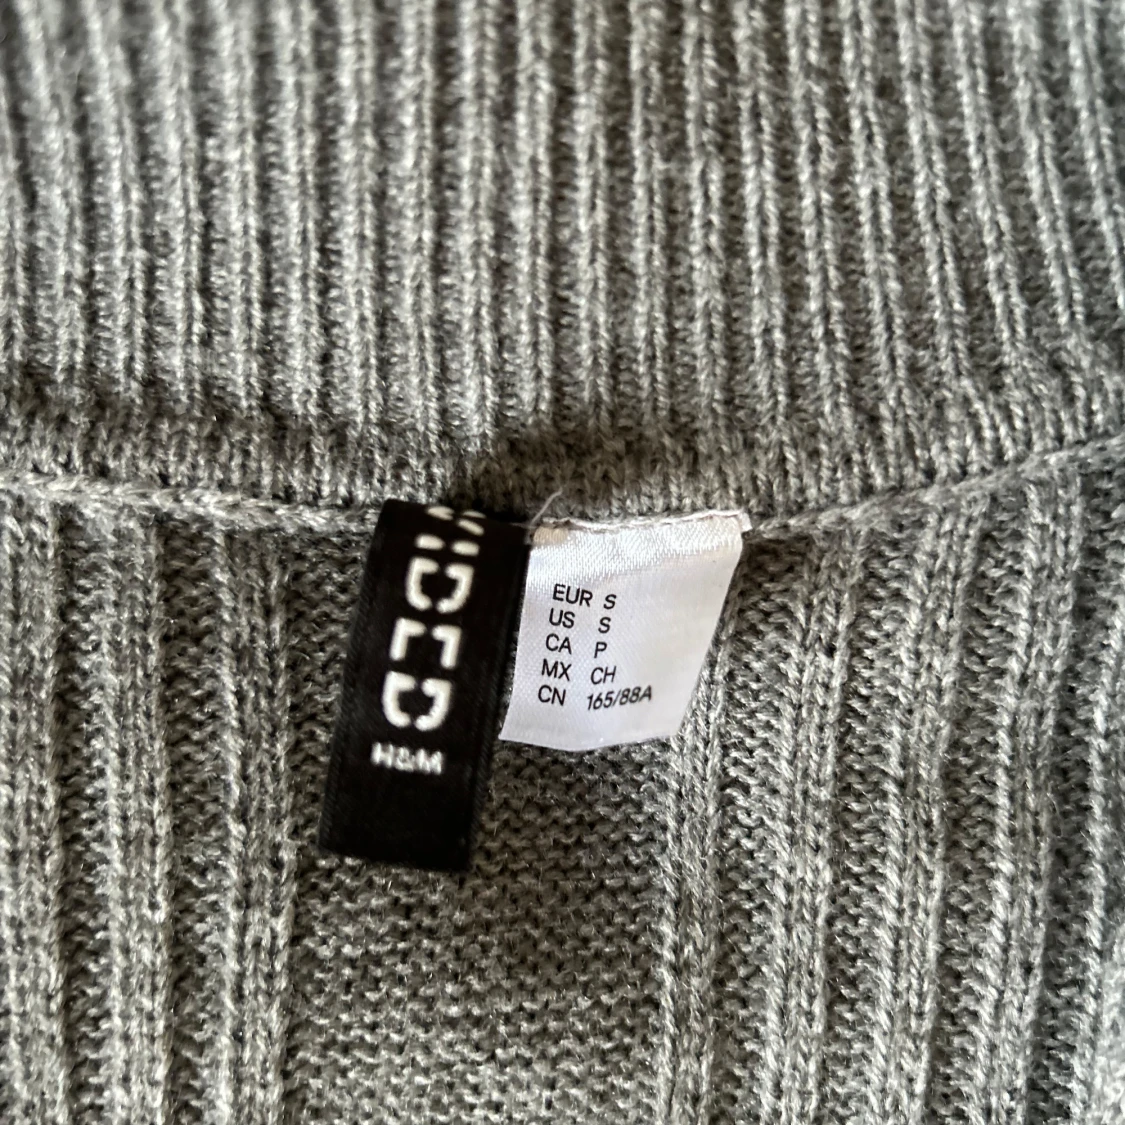 H&M
EUR S
US S
CA P
MX CH
CN 165/88A